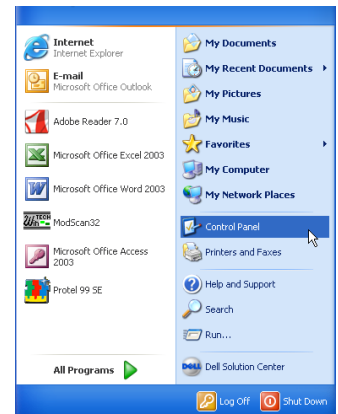 Internet
Internet Explorer
E-mail
Microsoft Office Outlook
Adobe Reader 7.0
Microsoft Office Excel 2003
Microsoft Office Word 2003
WinTECH
ModScan32
Microsoft Office Access
2003
Protel 99 SE
All Programs
My Documents
My Recent Documents
My Pictures
My Music
Favorites
My Computer
My Network Places
Control Panel
Printers and Faxes
Help and Support
Search
Run...
DELL
Dell Solution Center
Log Off
Shut Down